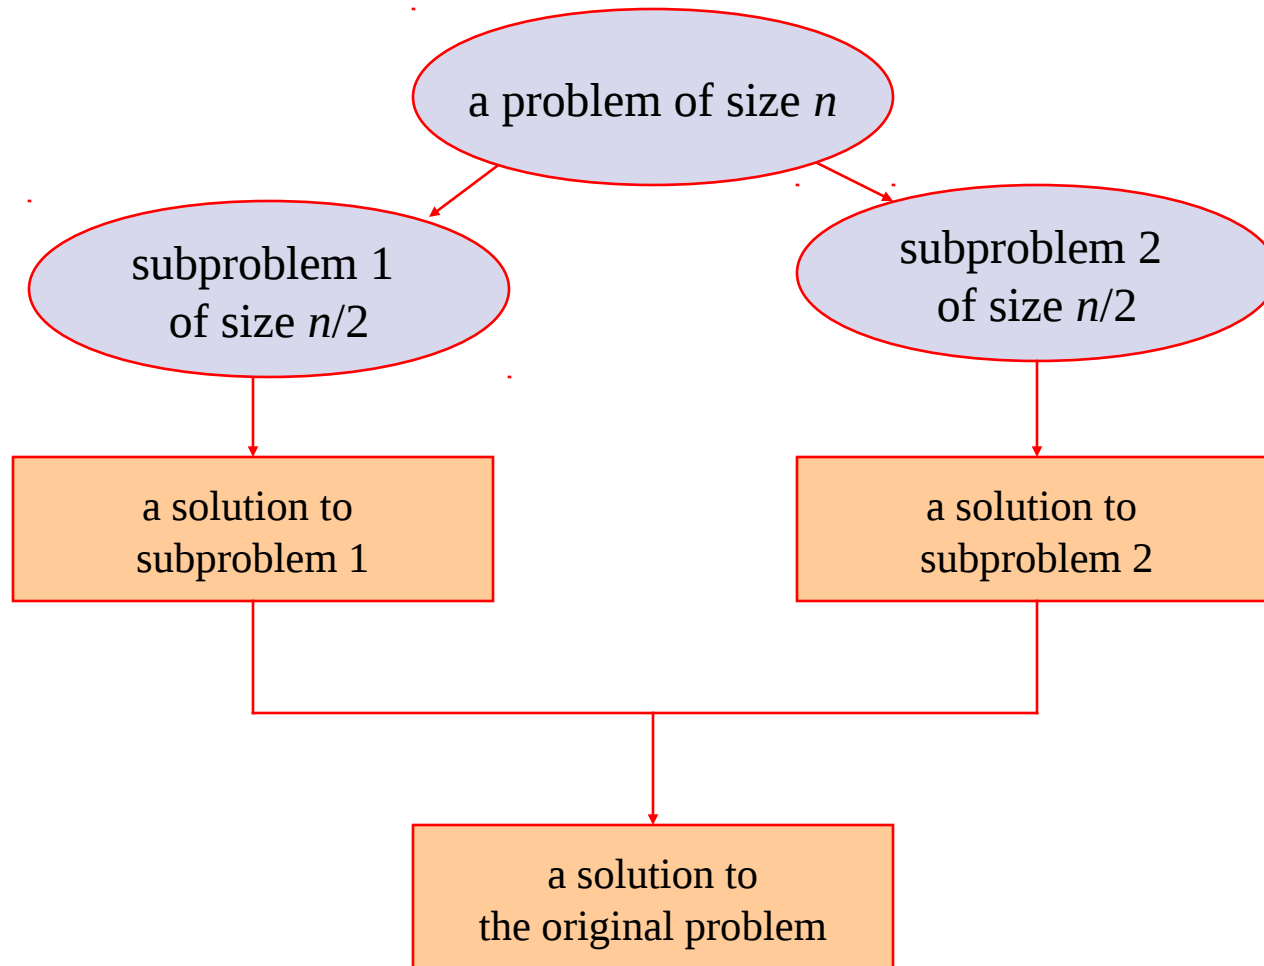 a problem of size n
subproblem 1
of size n/2
subproblem 2
of size n/2
a solution to
subproblem 1
a solution to
subproblem 2
a solution to
the original problem